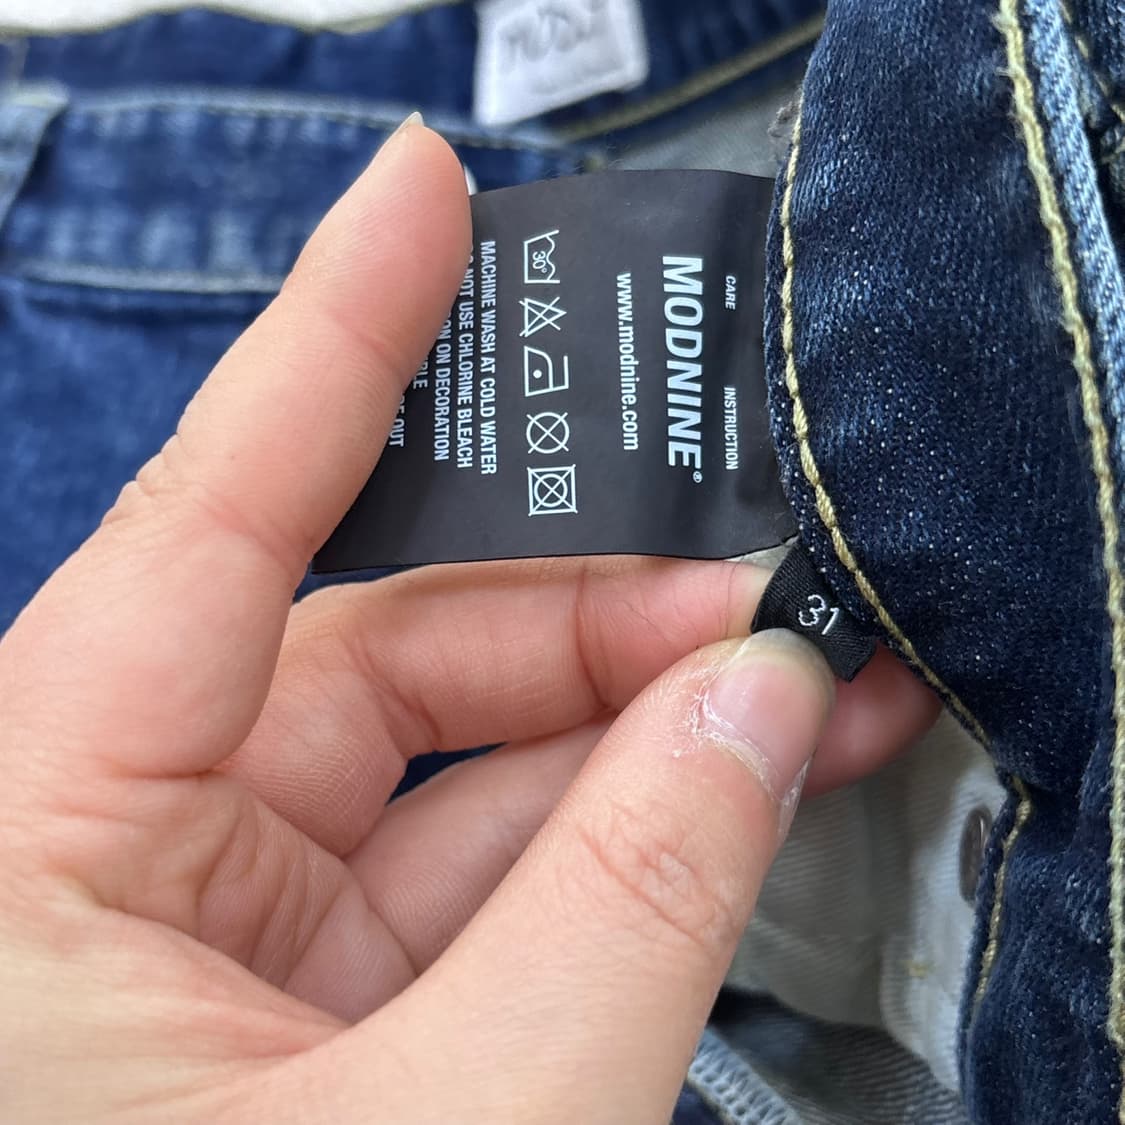 CARE INSTRUCTION
MODNINE®
www.modnine.com
30°
MACHINE WASH AT COLD WATER
NOT USE CHLORINE BLEACH
ON DECORATION
OUT
31